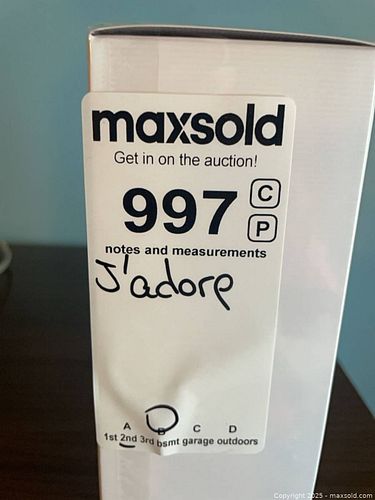 maxsold
Get in on the auction!
997 C
P
notes and measurements
J'adore
A B C D
1st 2nd 3rd bsmt garage outdoors
Copyright 2025 - www.maxsold.com